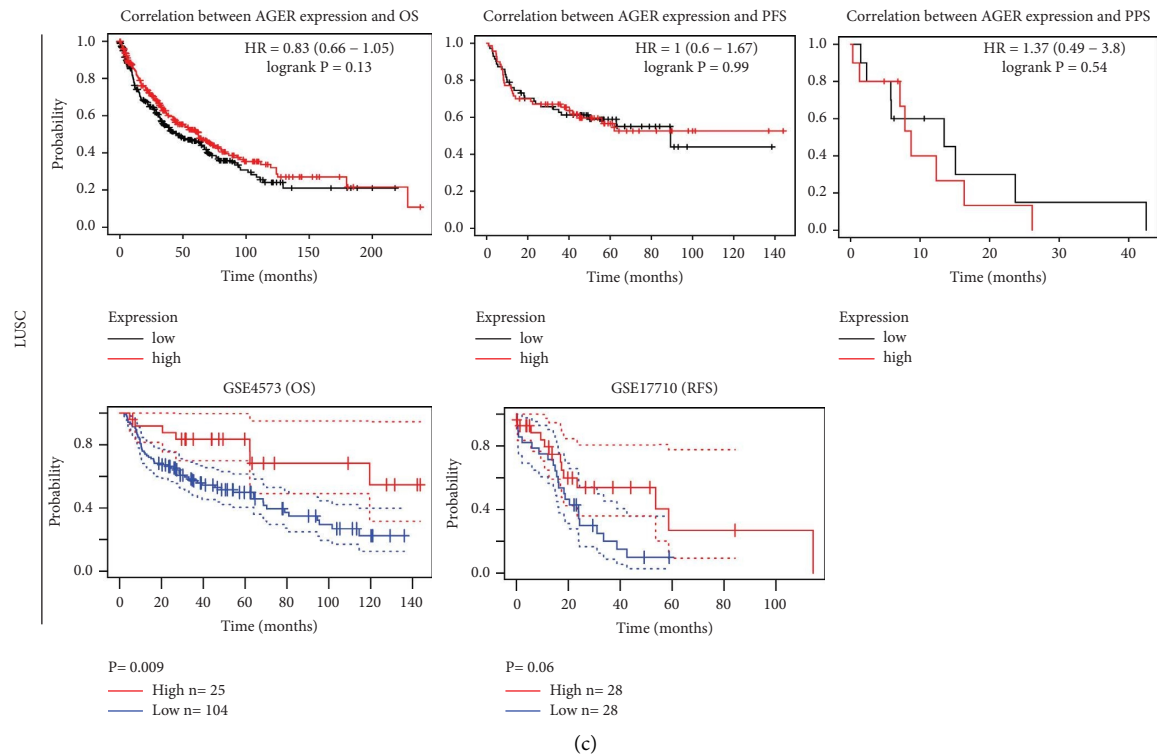 Correlation between AGER expression and OS
HR = 0.83 (0.66 – 1.05)
logrank P = 0.13
Probability
1.0
0.8
0.6
0.4
0.2
0.0
0
50
100
150
200
Time (months)
Expression
low
high
Correlation between AGER expression and PFS
HR = 1 (0.6 – 1.67)
logrank P = 0.99
Probability
1.0
0.8
0.6
0.4
0.2
0.0
0
20
40
60
80
100
120
140
Time (months)
Expression
low
high
Correlation between AGER expression and PPS
HR = 1.37 (0.49 – 3.8)
logrank P = 0.54
1.0
0.8
0.6
0.4
0.2
0.0
0
10
20
30
40
Time (months)
Expression
low
high
LUSC
GSE4573 (OS)
Probability
0.8
0.4
0.0
0
20
40
60
80
100
120
140
Time (months)
P= 0.009
High n= 25
Low n= 104
GSE17710 (RFS)
Probability
0.8
0.4
0.0
0
20
40
60
80
100
Time (months)
P= 0.06
High n= 28
Low n= 28
(c)